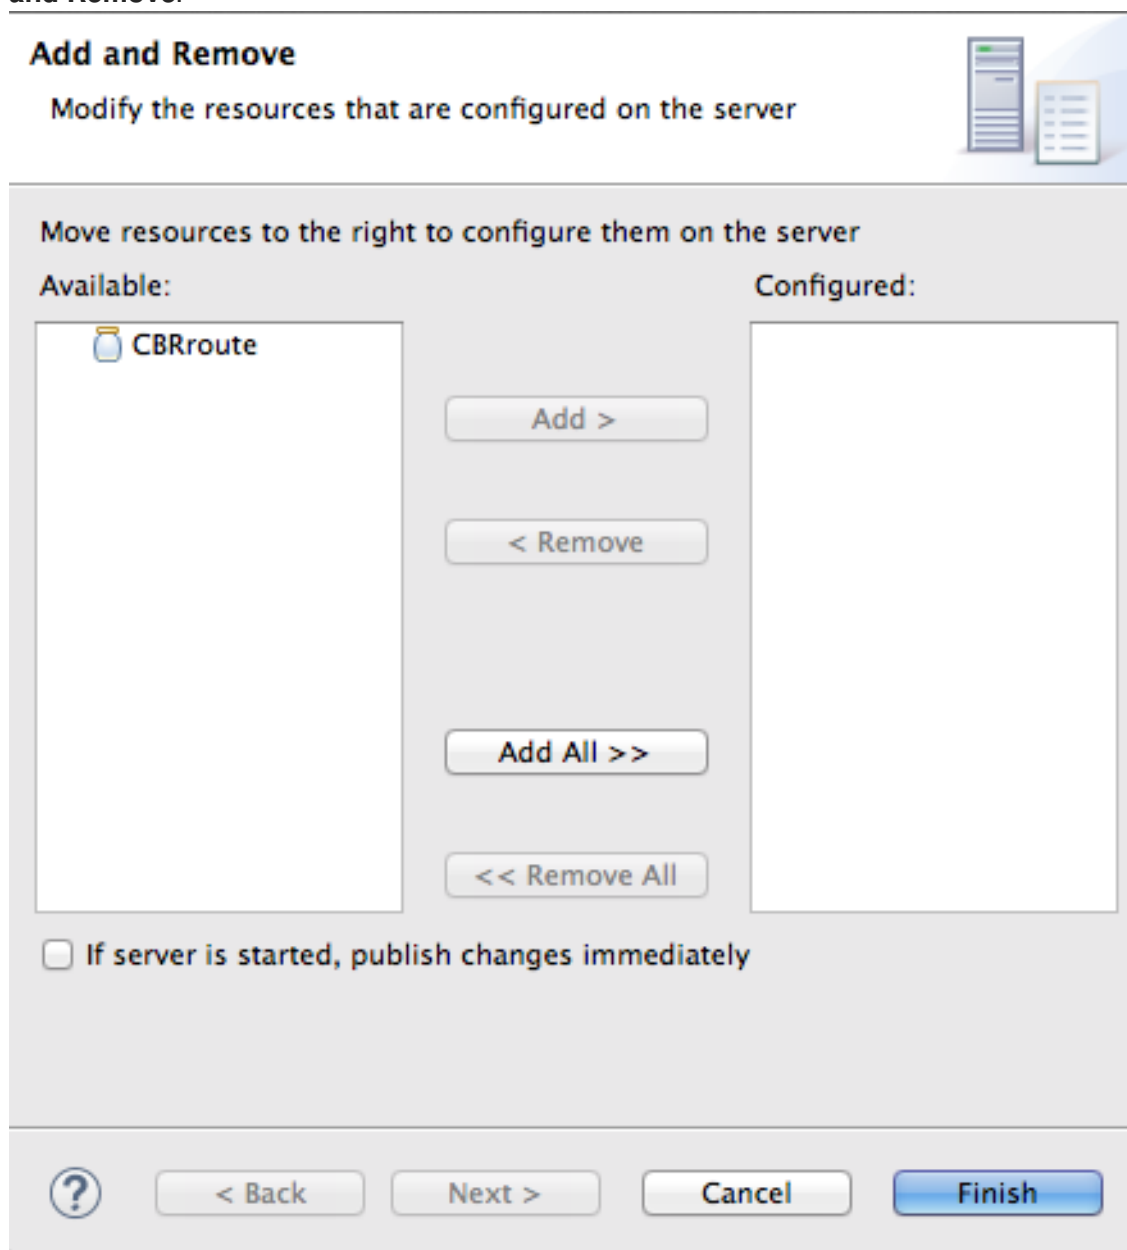 and Remove.
Add and Remove
Modify the resources that are configured on the server
Move resources to the right to configure them on the server
Available:
Configured:
CBRroute
Add >
< Remove
Add All >>
<< Remove All
If server is started, publish changes immediately
?
< Back
Next >
Cancel
Finish